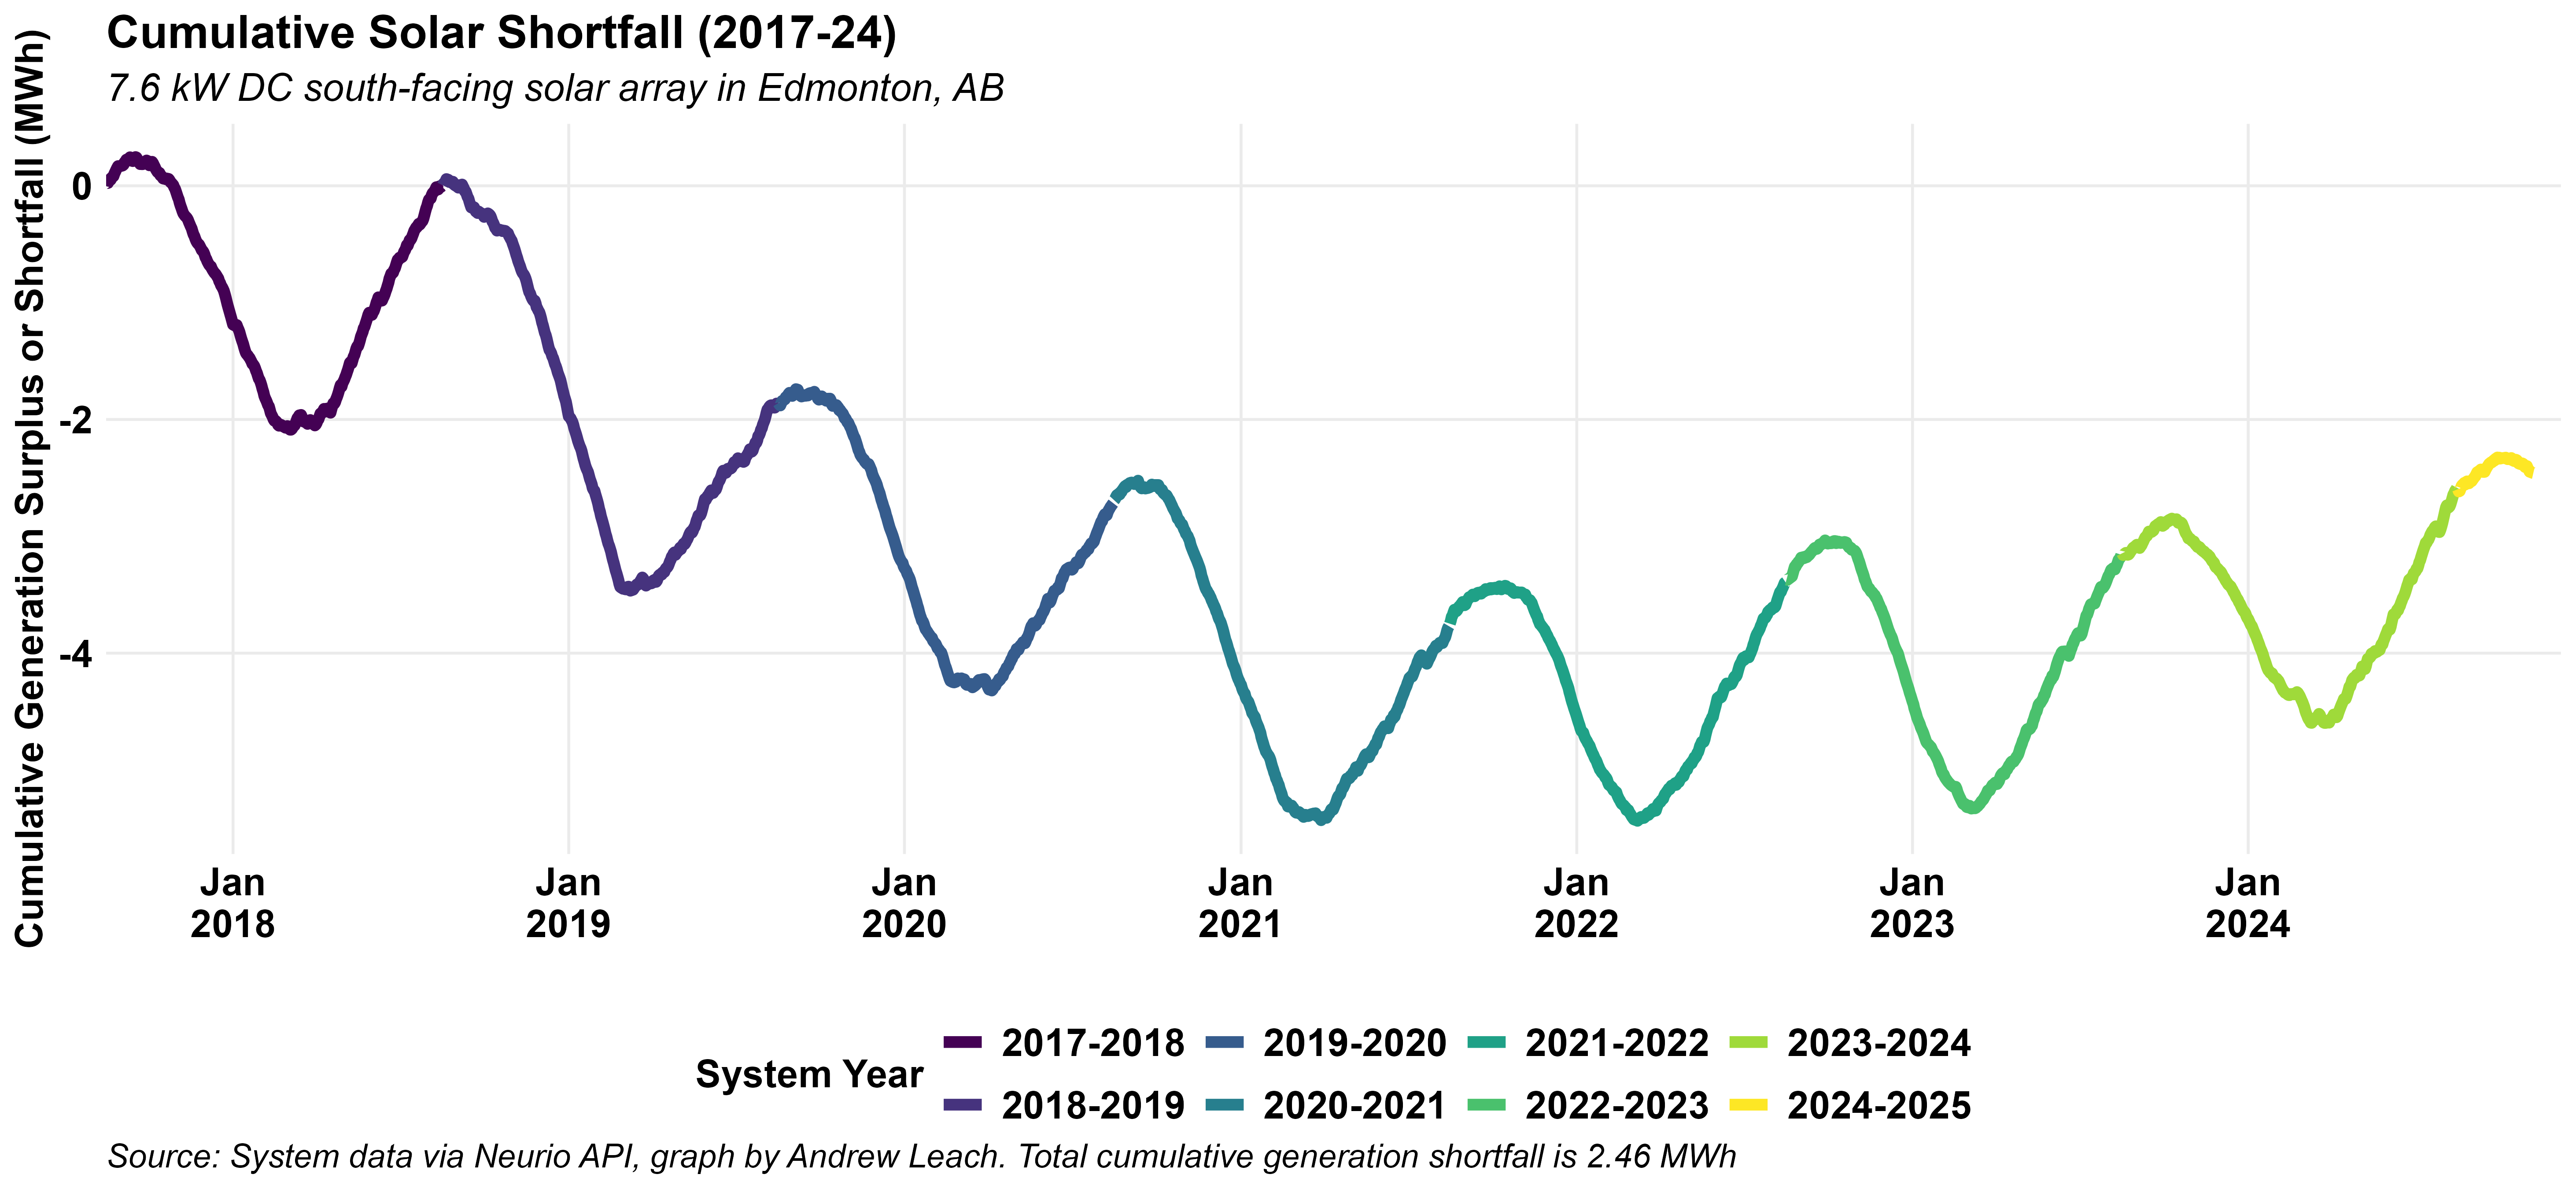 Cumulative Solar Shortfall (2017-24)
7.6 kW DC south-facing solar array in Edmonton, AB
Cumulative Generation Surplus or Shortfall (MWh)
0
-2
-4
Jan Jan Jan Jan Jan Jan Jan
2018 2019 2020 2021 2022 2023 2024
System Year
2017-2018 2019-2020 2021-2022 2023-2024
2018-2019 2020-2021 2022-2023 2024-2025
Source: System data via Neurio API, graph by Andrew Leach. Total cumulative generation shortfall is 2.46 MWh